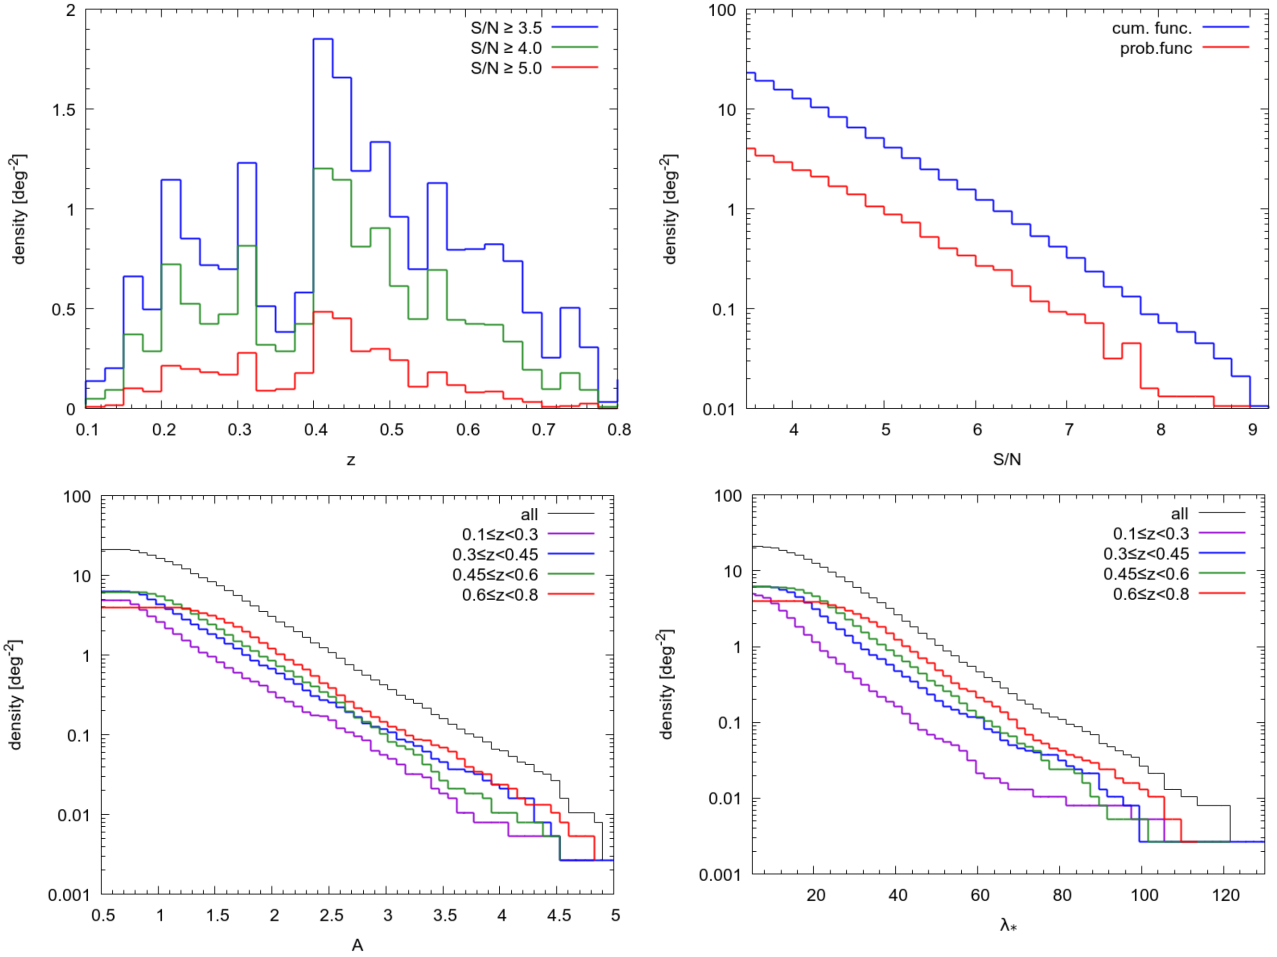 2
1.5
1
0.5
0
density [deg-2]
0.1 0.2 0.3 0.4 0.5 0.6 0.7 0.8
z
S/N ≥ 3.5
S/N ≥ 4.0
S/N ≥ 5.0
100
10
1
0.1
0.01
density [deg-2]
4 5 6 7 8 9
S/N
cum. func.
prob.func
100
10
1
0.1
0.01
0.001
density [deg-2]
0.5 1 1.5 2 2.5 3 3.5 4 4.5 5
A
all
0.1≤z<0.3
0.3≤z<0.45
0.45≤z<0.6
0.6≤z<0.8
100
10
1
0.1
0.01
0.001
density [deg-2]
20 40 60 80 100 120
λ*
all
0.1≤z<0.3
0.3≤z<0.45
0.45≤z<0.6
0.6≤z<0.8